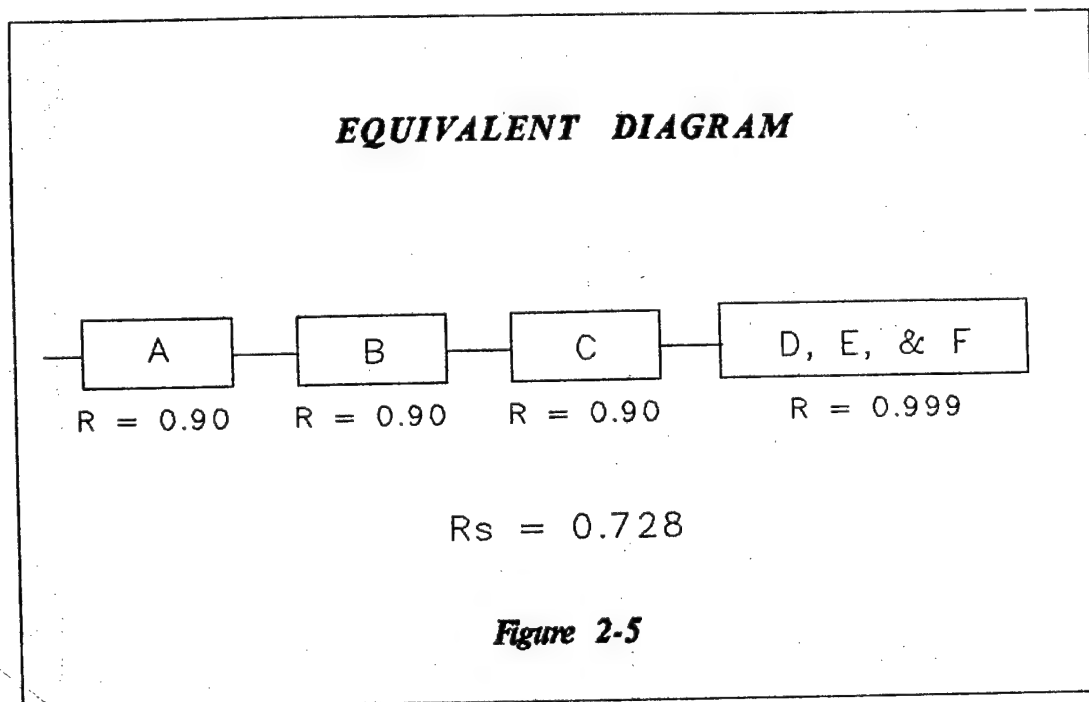 EQUIVALENT DIAGRAM
A B C D, E, & F
R = 0.90 R = 0.90 R = 0.90 R = 0.999
Rs = 0.728
Figure 2-5